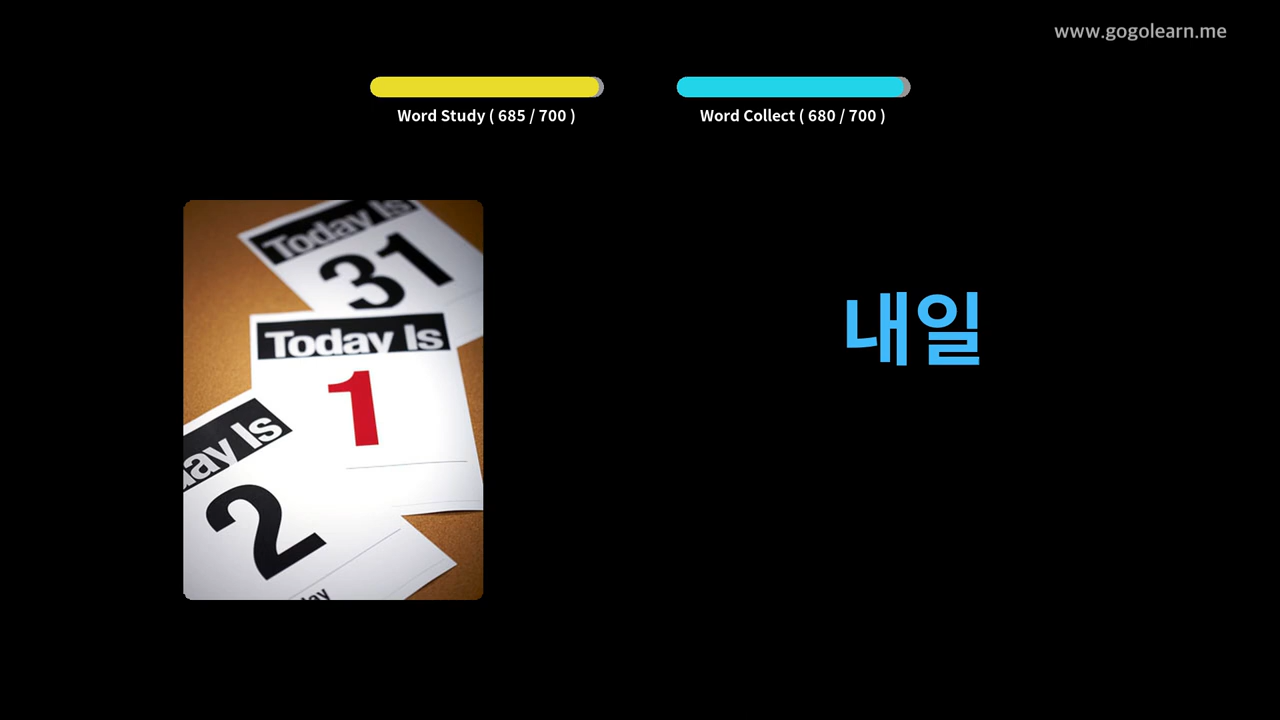 www.gogolearn.me
Word Study ( 685 / 700 )
Word Collect ( 680 / 700 )
Today Is
31
Today Is
1
ay Is
2
내일